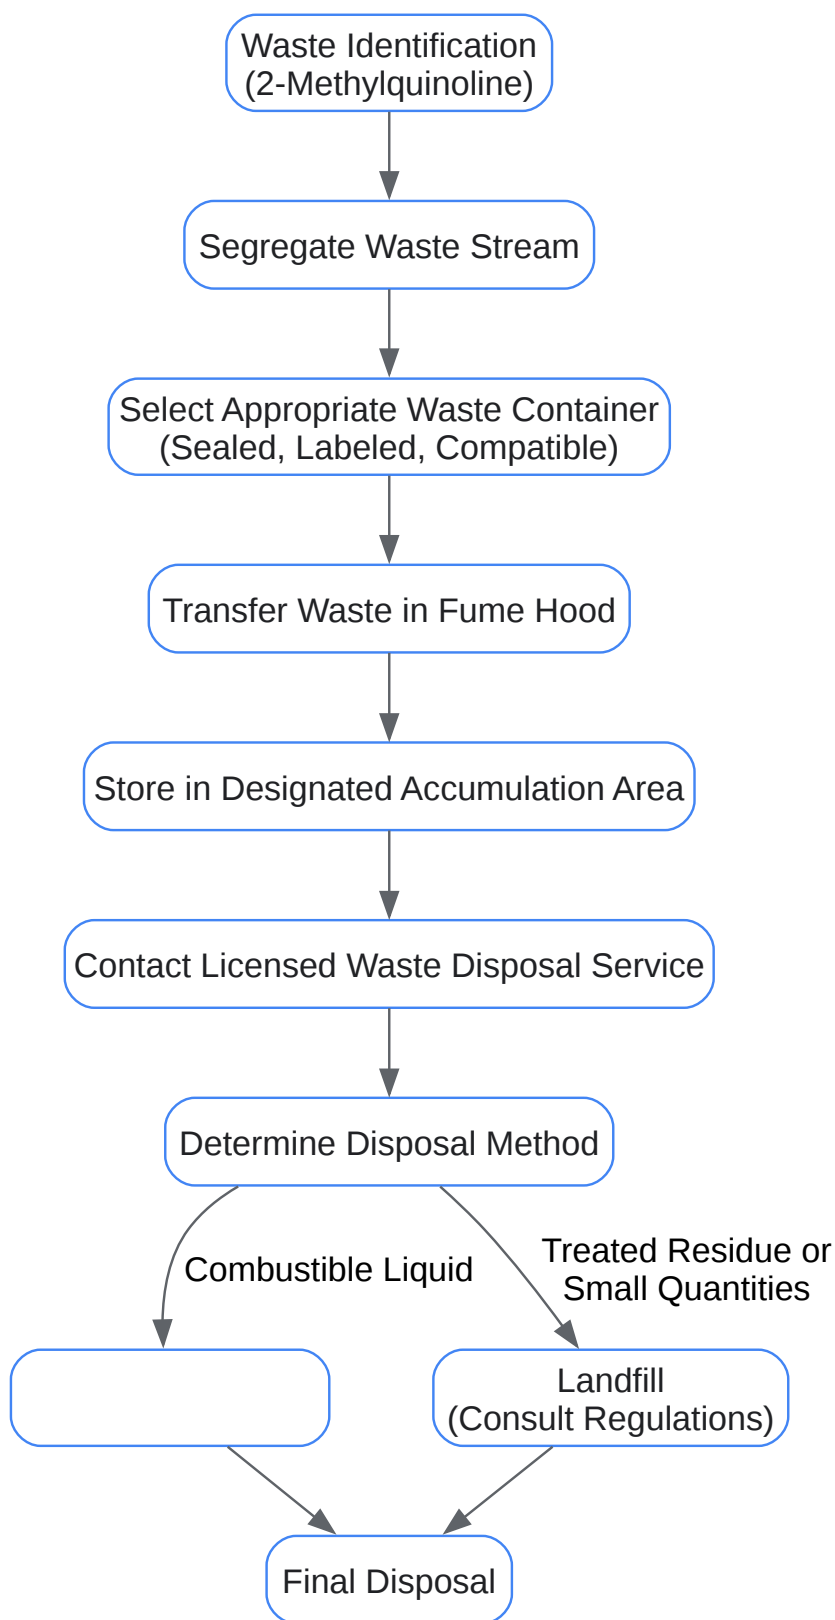 Waste Identification
(2-Methylquinoline)
Segregate Waste Stream
Select Appropriate Waste Container
(Sealed, Labeled, Compatible)
Transfer Waste in Fume Hood
Store in Designated Accumulation Area
Contact Licensed Waste Disposal Service
Determine Disposal Method
Combustible Liquid
Treated Residue or
Small Quantities
Landfill
(Consult Regulations)
Final Disposal